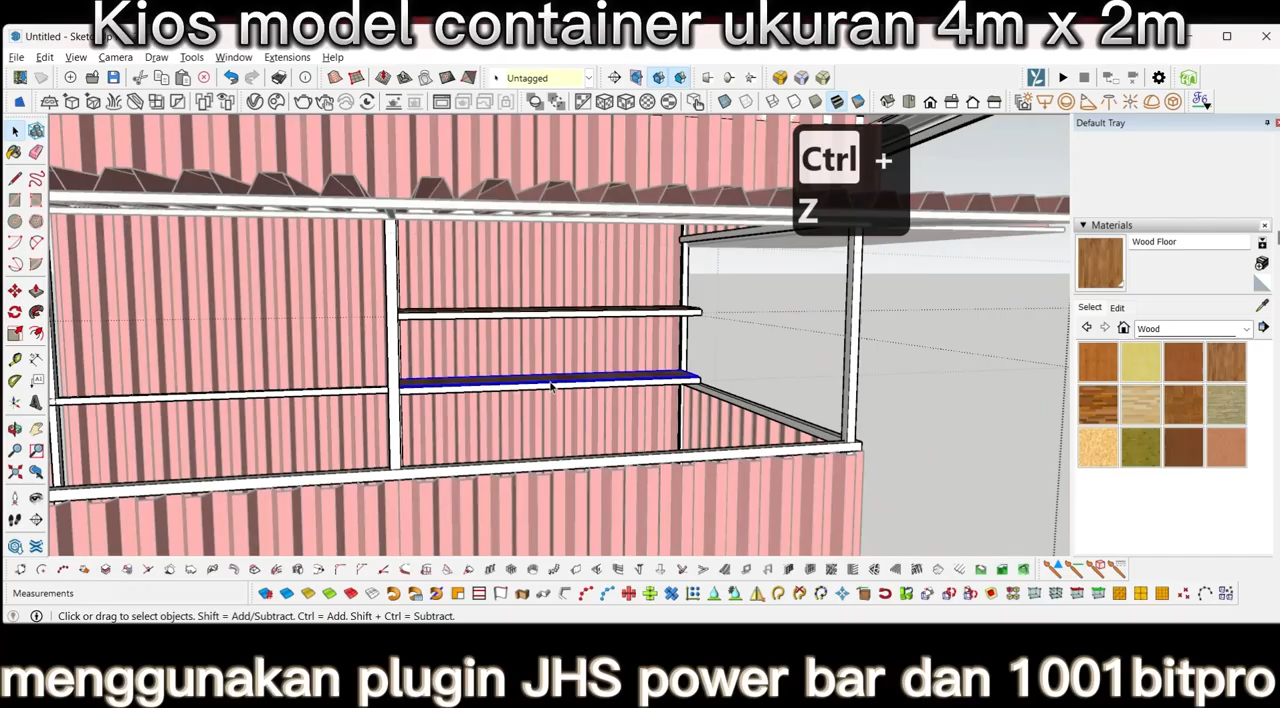 Kios model container ukuran 4m x 2m
Untitled - Sket
File Edit View Camera Draw Tools Window Extensions Help
Untagged
Default Tray
Ctrl +
Z
Materials
Wood Floor
Select Edit
Wood
Measurements
Click or drag to select objects. Shift = Add/Subtract. Ctrl = Add. Shift + Ctrl = Subtract.
menggunakan plugin JHS power bar dan 1001bitpro